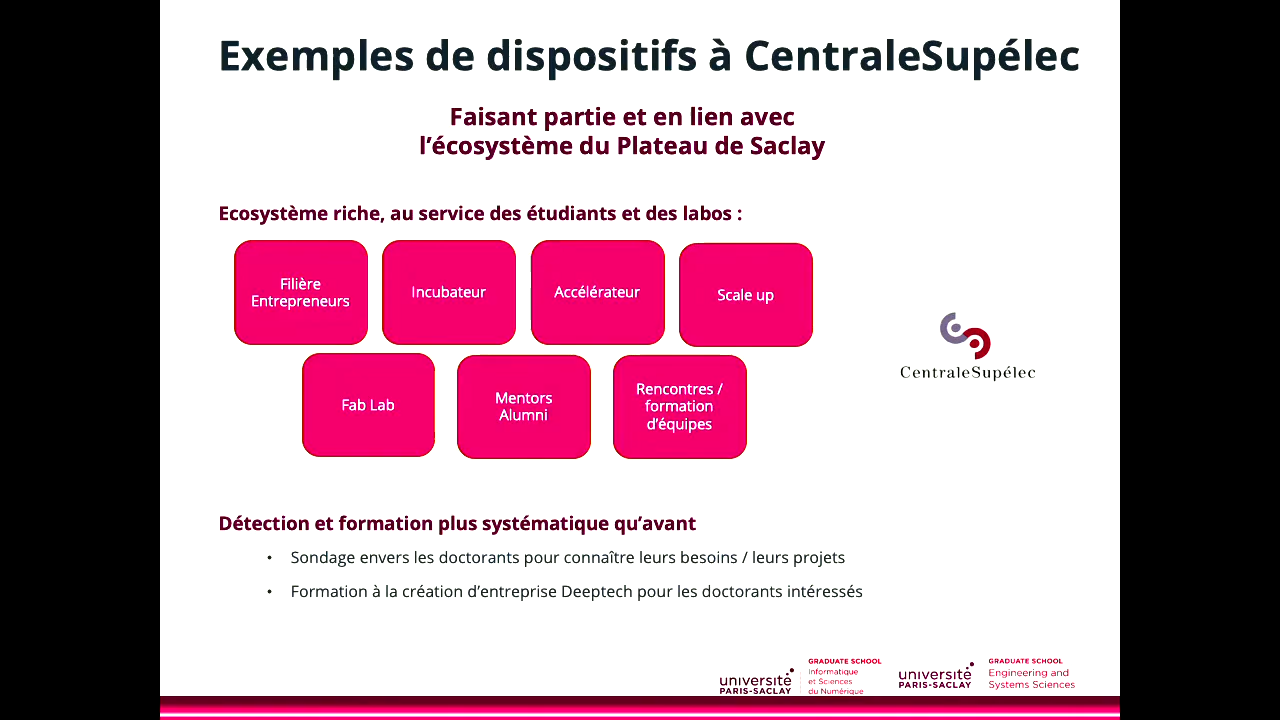 Exemples de dispositifs à CentraleSupélec
Faisant partie et en lien avec
l'écosystème du Plateau de Saclay
Ecosystème riche, au service des étudiants et des labos :
Filière
Entrepreneurs
Incubateur
Accélérateur
Scale up
Fab Lab
Mentors
Alumni
Rencontres /
formation
d'équipes
CentraleSupélec
Détection et formation plus systématique qu'avant
• Sondage envers les doctorants pour connaître leurs besoins / leurs projets
• Formation à la création d'entreprise Deeptech pour les doctorants intéressés
université
PARIS-SACLAY
GRADUATE SCHOOL
Informatique
et Sciences
du Numérique
université
PARIS-SACLAY
GRADUATE SCHOOL
Engineering and
Systems Sciences